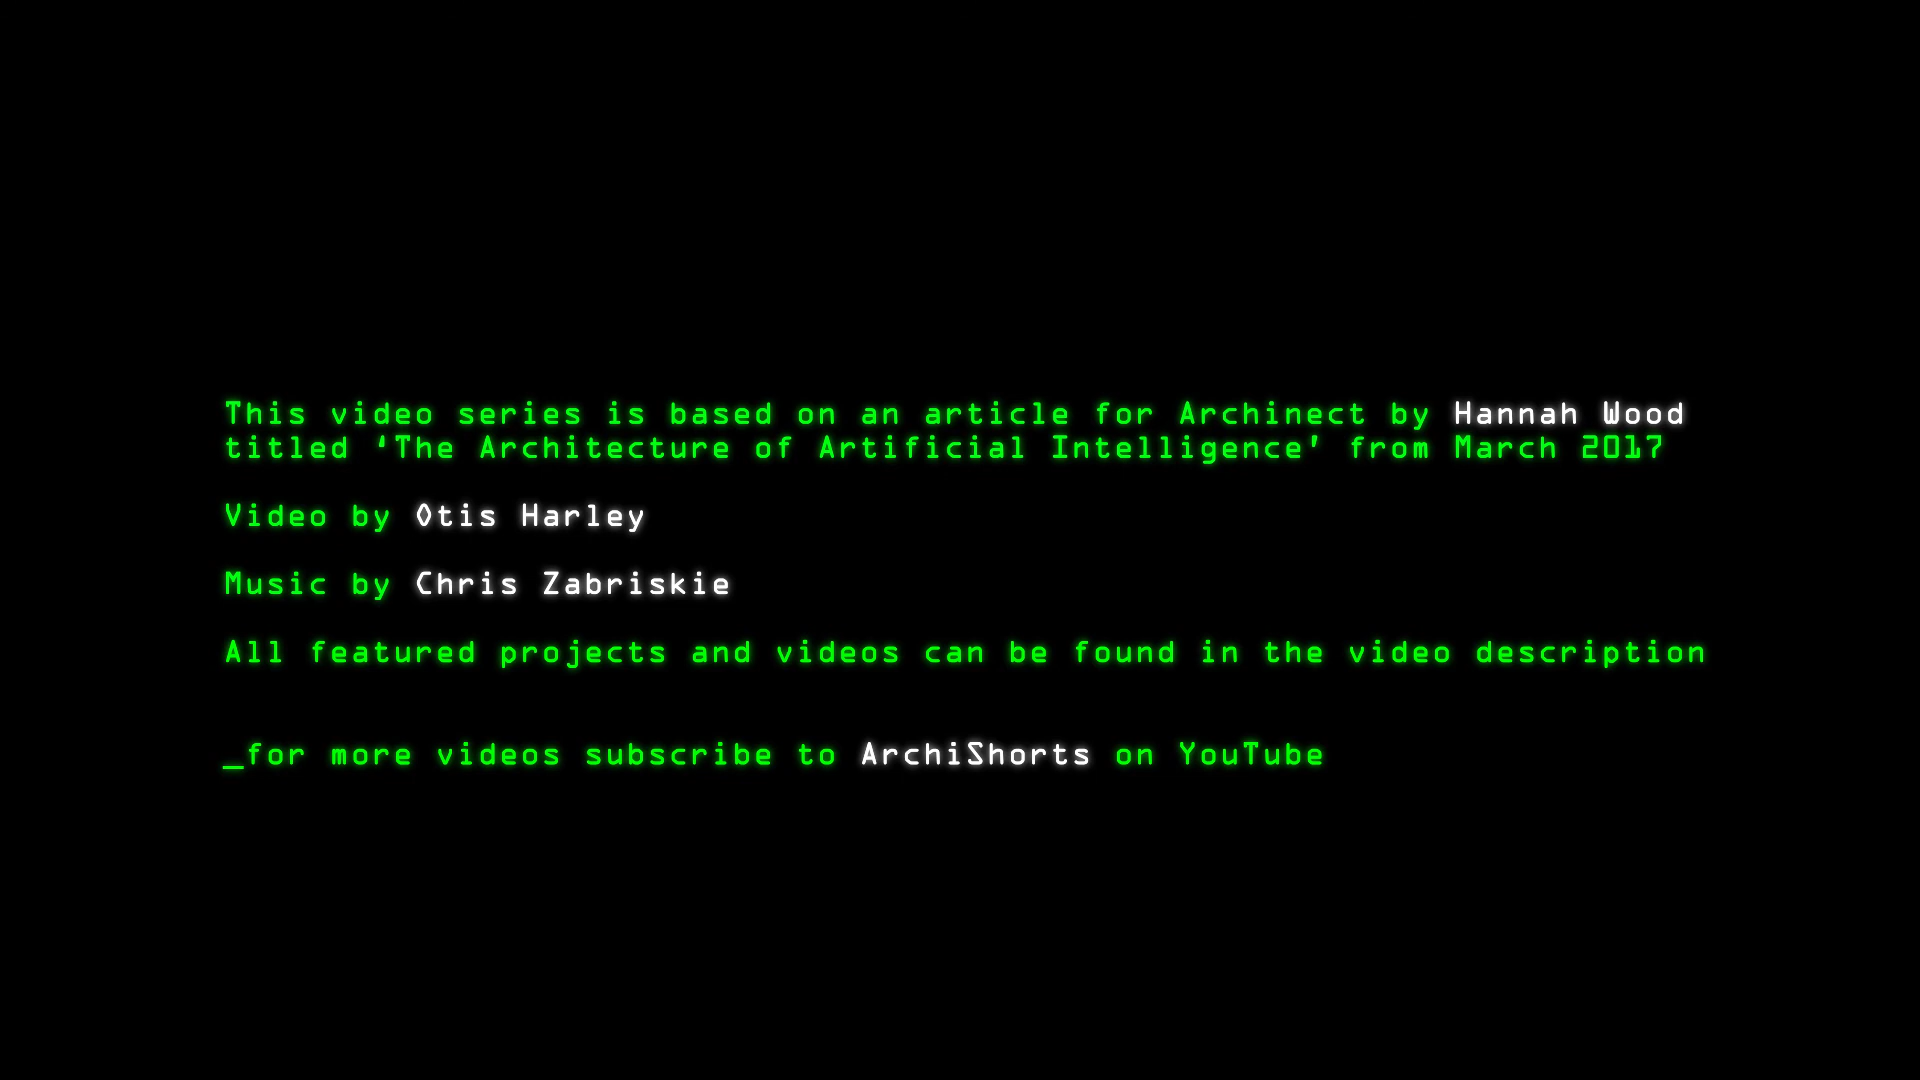 This video series is based on an article for Archinect by Hannah Wood
titled 'The Architecture of Artificial Intelligence' from March 2017
Video by Otis Harley
Music by Chris Zabriskie
All featured projects and videos can be found in the video description
_for more videos subscribe to ArchiShorts on YouTube